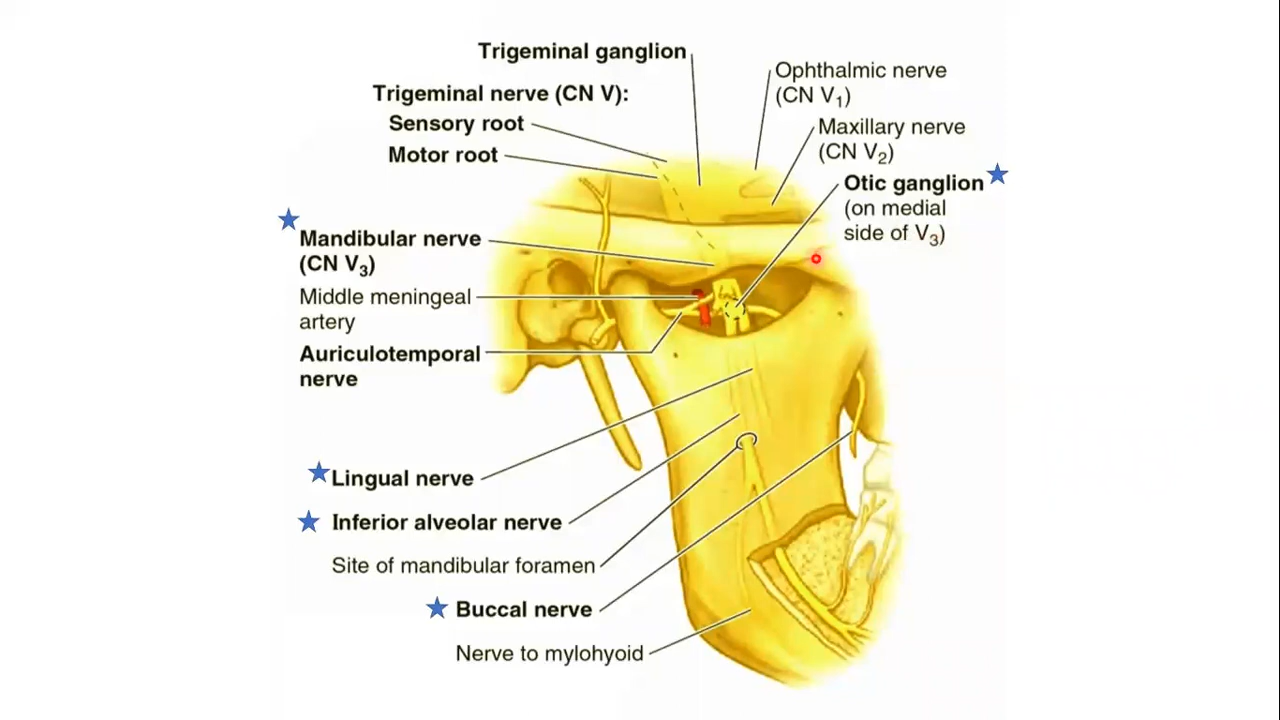 Trigeminal ganglion
Ophthalmic nerve
(CN V₁)
Trigeminal nerve (CN V):
Sensory root
Motor root
Maxillary nerve
(CN V₂)
Otic ganglion
(on medial
side of V₃)
Mandibular nerve
(CN V₃)
Middle meningeal
artery
Auriculotemporal
nerve
Lingual nerve
Inferior alveolar nerve
Site of mandibular foramen
Buccal nerve
Nerve to mylohyoid